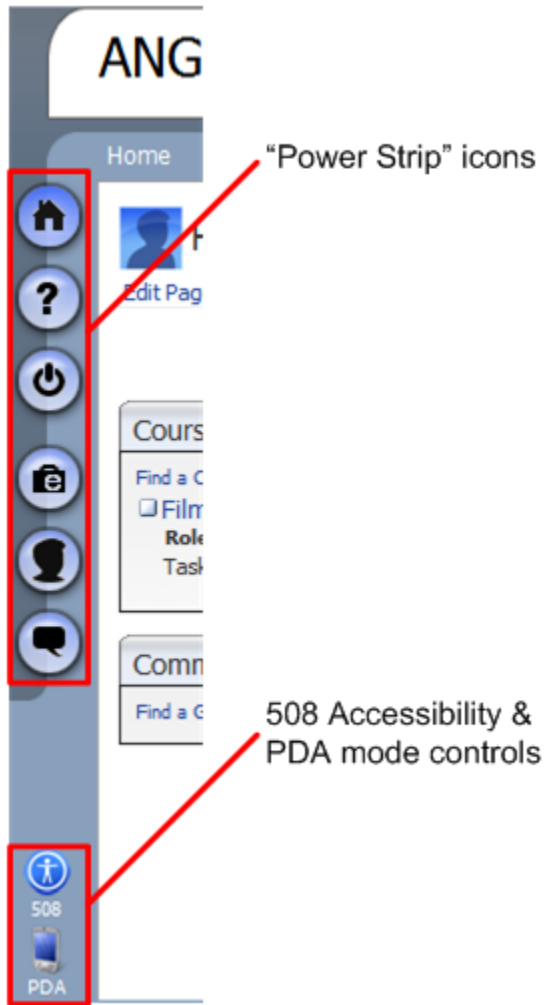 ANG
Home
"Power Strip" icons
?
Edit Pag
Cours
Find a
Film
Role
Task
e
Comm
Find a
508 Accessibility &
PDA mode controls
508
PDA